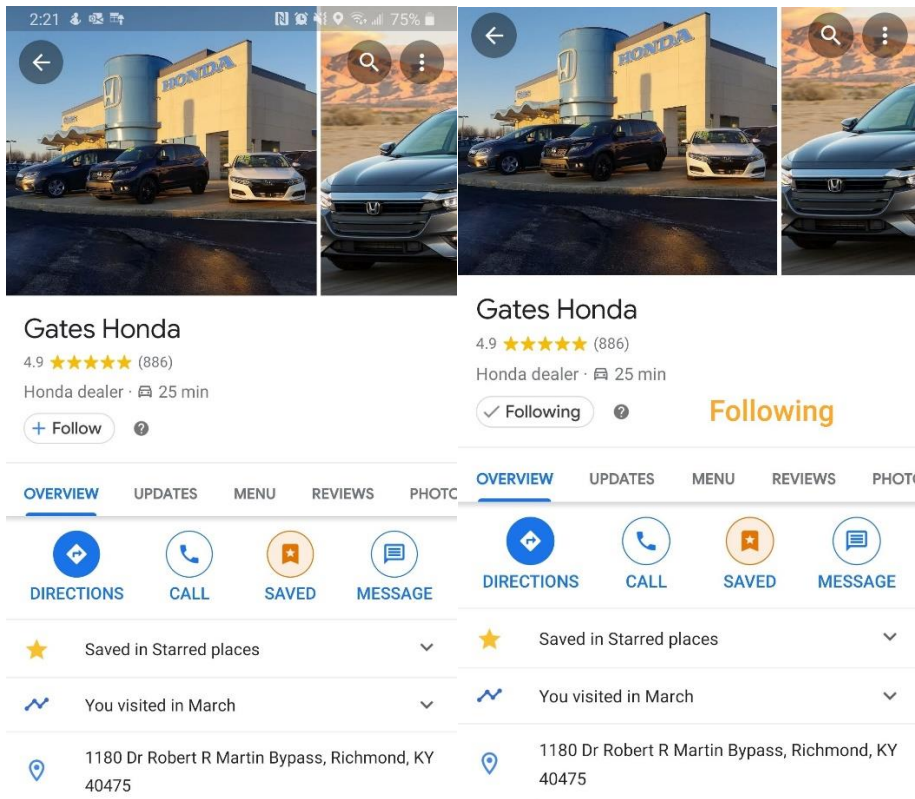 2:21 75%
HONDA
Gates Honda
4.9 (886)
Honda dealer · 25 min
+ Follow
OVERVIEW UPDATES MENU REVIEWS PHOTO
DIRECTIONS CALL SAVED MESSAGE
Saved in Starred places
You visited in March
1180 Dr Robert R Martin Bypass, Richmond, KY
40475
HONDA
Gates Honda
4.9 (886)
Honda dealer · 25 min
Following
Following
OVERVIEW UPDATES MENU REVIEWS PHOTO
DIRECTIONS CALL SAVED MESSAGE
Saved in Starred places
You visited in March
1180 Dr Robert R Martin Bypass, Richmond, KY
40475